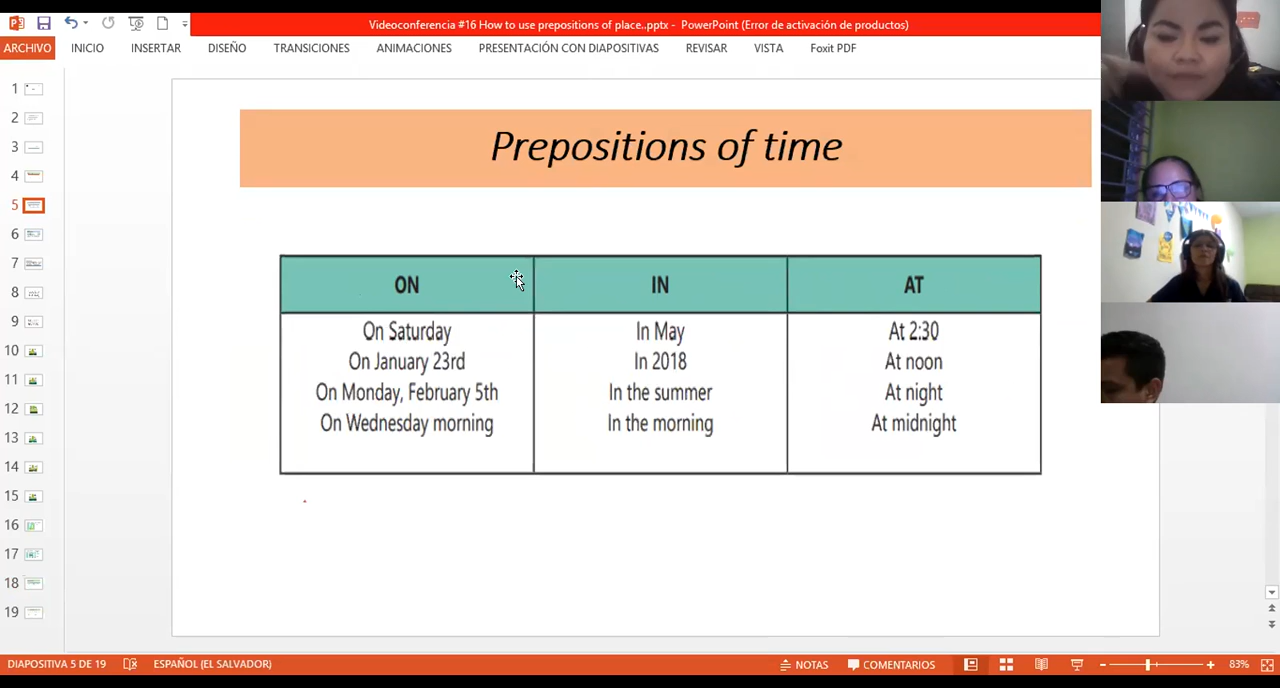 Videoconferencia #16 How to use prepositions of place..pptx - PowerPoint (Error de activación de productos)
ARCHIVO INICIO INSERTAR DISEÑO TRANSICIONES ANIMACIONES PRESENTACIÓN CON DIAPOSITIVAS REVISAR VISTA Foxit PDF
1
2
3
4
5
6
7
8
9
10
11
12
13
14
15
16
17
18
19
Prepositions of time
ON IN AT
On Saturday In May At 2:30
On January 23rd In 2018 At noon
On Monday, February 5th In the summer At night
On Wednesday morning In the morning At midnight
DIAPOSITIVA 5 DE 19 ESPAÑOL (EL SALVADOR) NOTAS COMENTARIOS 83%